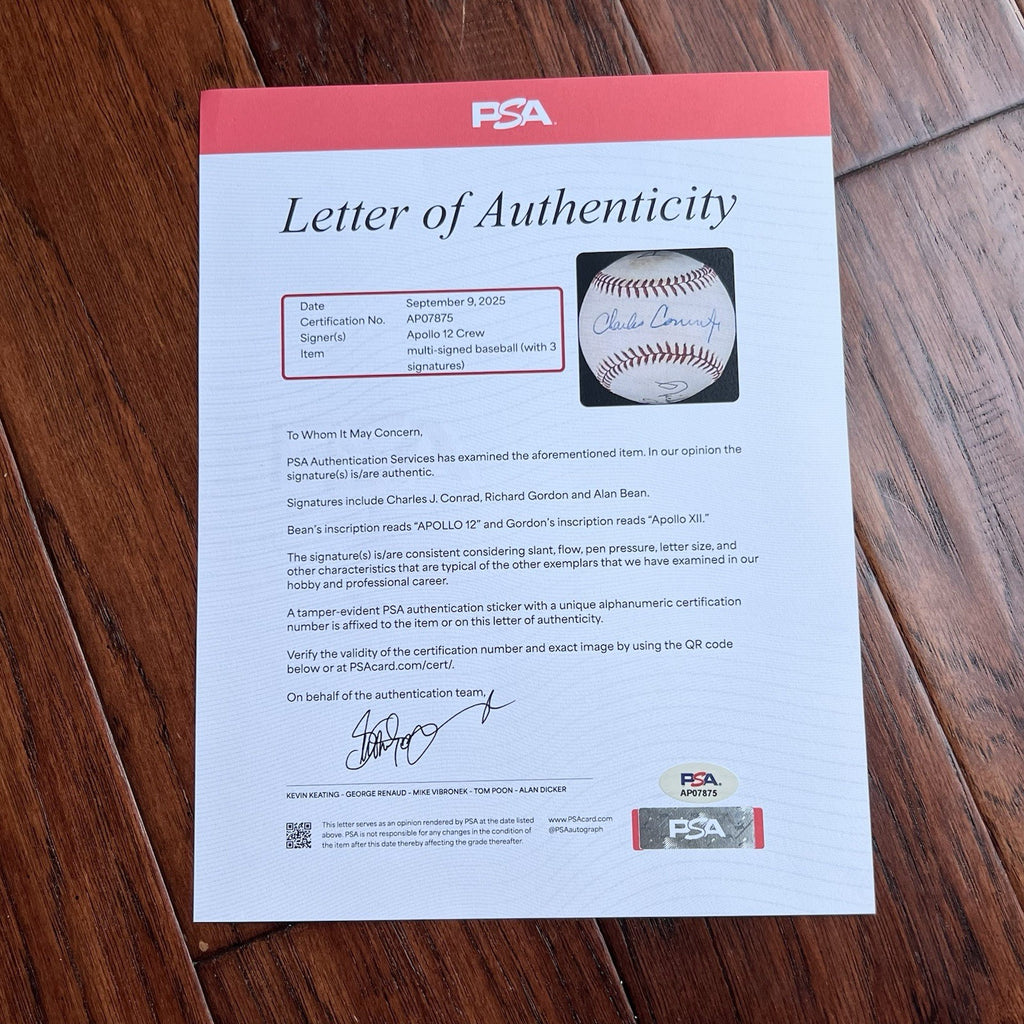 PSA
Letter of Authenticity
Date September 9, 2025
Certification No. AP07875
Signer(s) Apollo 12 Crew
Item multi-signed baseball (with 3
signatures)
Charles Conrad Jr
To Whom It May Concern,
PSA Authentication Services has examined the aforementioned item. In our opinion the
signature(s) is/are authentic.
Signatures include Charles J. Conrad, Richard Gordon and Alan Bean.
Bean's inscription reads “APOLLO 12” and Gordon's inscription reads “Apollo XII.”
The signature(s) is/are consistent considering slant, flow, pen pressure, letter size, and
other characteristics that are typical of the other exemplars that we have examined in our
hobby and professional career.
A tamper-evident PSA authentication sticker with a unique alphanumeric certification
number is affixed to the item or on this letter of authenticity.
Verify the validity of the certification number and exact image by using the QR code
below or at PSAcard.com/cert/.
On behalf of the authentication team,
KEVIN KEATING - GEORGE RENAUD - MIKE VIBRONEK - TOM POON - ALAN DICKER
This letter serves as an opinion rendered by PSA at the date listed
above. PSA is not responsible for any changes in the condition of
the item after this date thereby affecting the grade thereafter.
www.PSAcard.com
@PSAautograph
PSA
AP07875
PSA